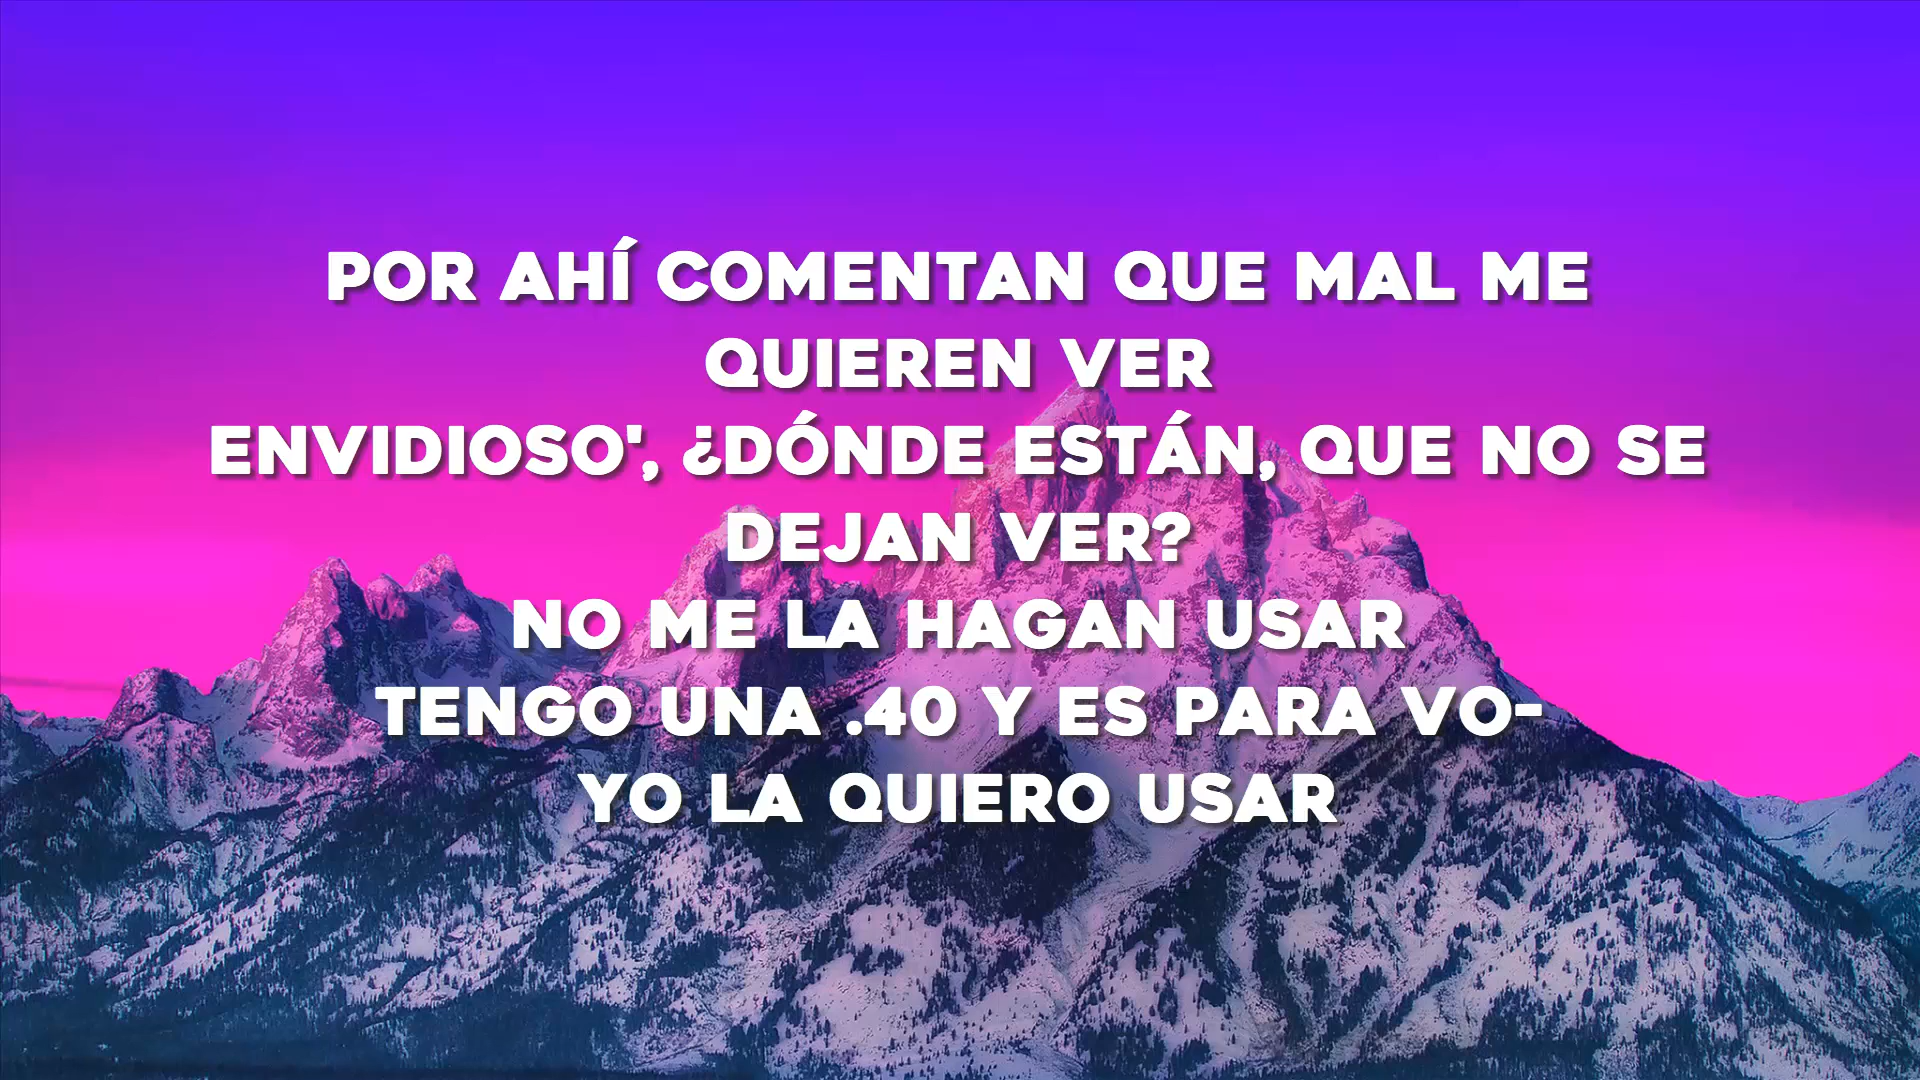 POR AHÍ COMENTAN QUE MAL ME
QUIEREN VER
ENVIDIOSO', ¿DÓNDE ESTÁN, QUE NO SE
DEJAN VER?
NO ME LA HAGAN USAR
TENGO UNA .40 Y ES PARA VO-
YO LA QUIERO USAR